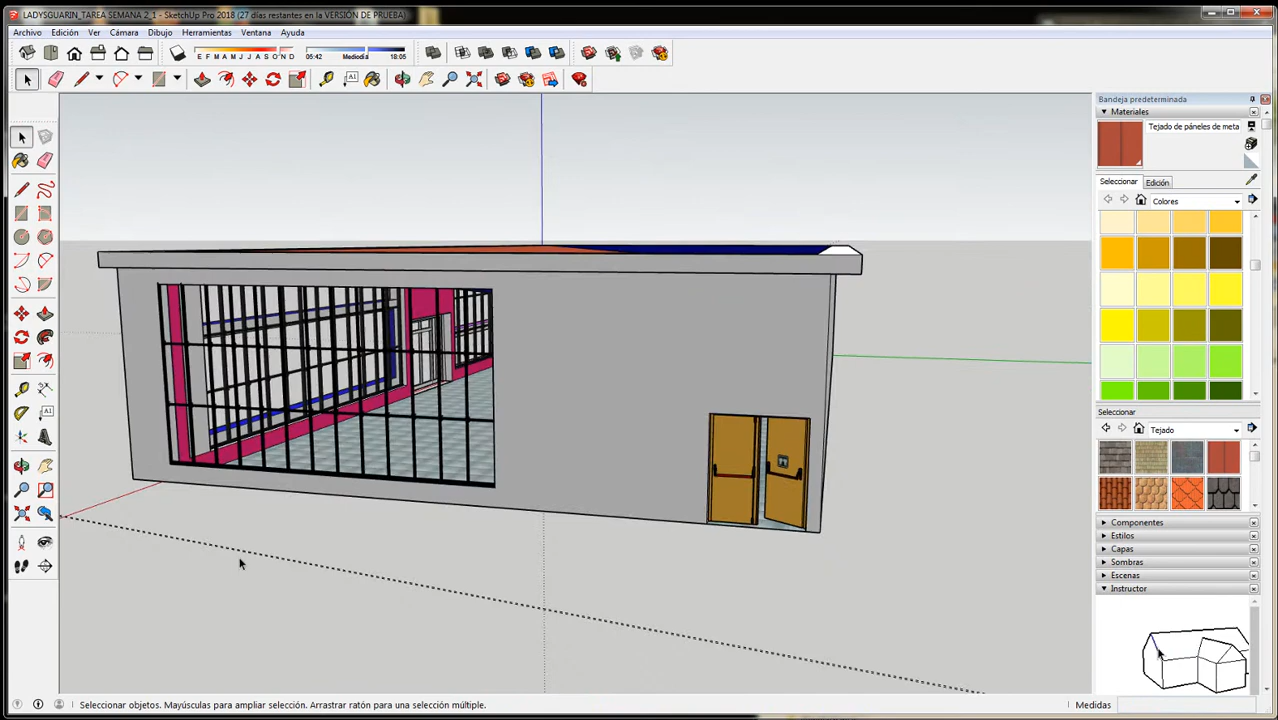 LADYSGUARIN_TAREA SEMANA 2_1 - SketchUp Pro 2018 (27 días restantes en la VERSIÓN DE PRUEBA)
Archivo Edición Ver Cámara Dibujo Herramientas Ventana Ayuda
E F M A M J J A S O N D 05:42 Mediodía 18:05
A1
Bandeja predeterminada
Materiales
Tejado de páneles de meta
Seleccionar Edición
Colores
Seleccionar
Tejado
A1
Componentes
Estilos
Capas
Sombras
Escenas
Instructor
Seleccionar objetos. Mayúsculas para ampliar selección. Arrastrar ratón para una selección múltiple.
Medidas